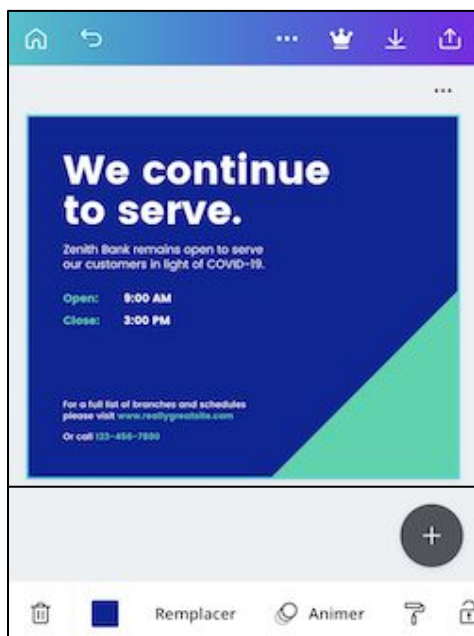 We continue
to serve.
Zenith Bank remains open to serve
our customers in light of COVID-19.
Open: 9:00 AM
Close: 3:00 PM
For a full list of branches and schedules
please visit www.reallygreatsite.com
Or call 123-456-7890
Remplacer Animer